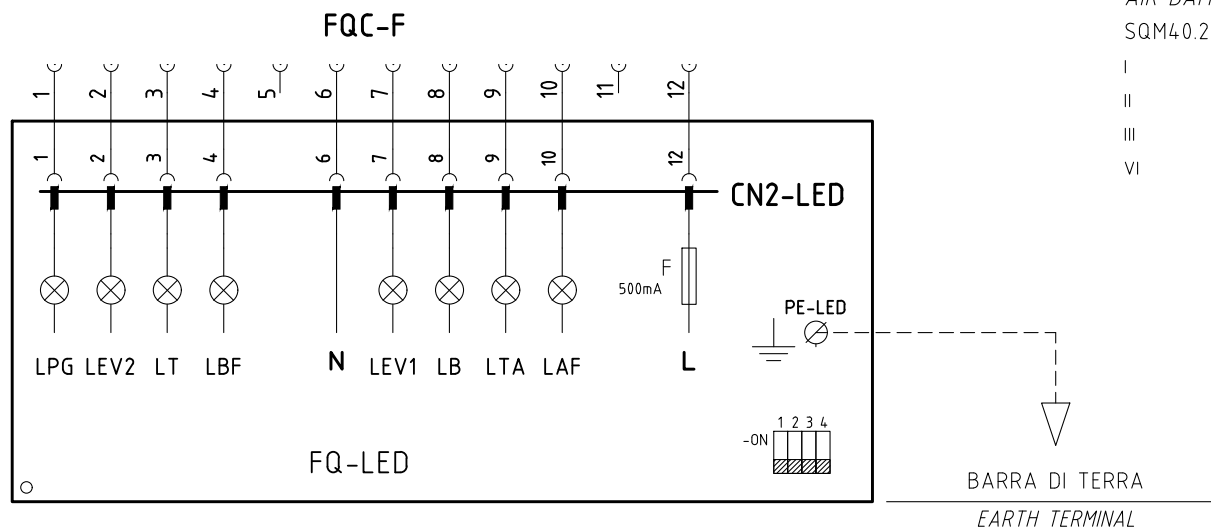 FQC-F
SQM40.2
I
II
III
VI
1 2 3 4 5 6 7 8 9 10 11 12
1 2 3 4 6 7 8 9 10 12
CN2-LED
F
500mA
PE-LED
LPG LEV2 LT LBF N LEV1 LB LTA LAF L
1 2 3 4
-ON
FQ-LED
BARRA DI TERRA
EARTH TERMINAL